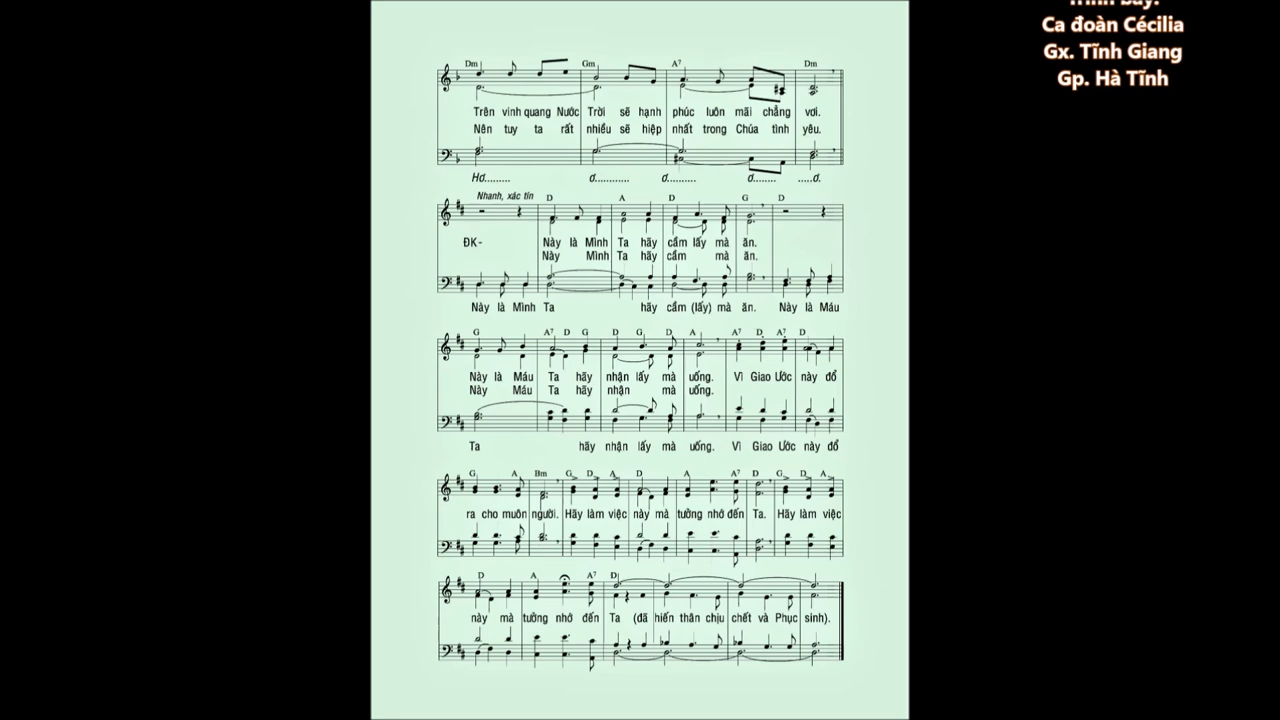 Trình bày:
Ca đoàn Cécilia
Gx. Tĩnh Giang
Gp. Hà Tĩnh
Dm Gm A7 Dm
Trên vinh quang Nước Trời sẽ hạnh phúc luôn mãi chẳng vơi.
Nên tuy ta rất nhiều sẽ hiệp nhất trong Chúa tình yêu.
Hơ......... ơ............ ơ.......... ơ........ .....ơ.
Nhanh, xác tín D A D G D
ĐK- Này là Mình Ta hãy cầm lấy mà ăn.
Này Mình Ta hãy cầm mà ăn.
Này là Mình Ta hãy cầm (lấy) mà ăn. Này là Máu
G A7 D G D G D A A7 D A7 D
Này là Máu Ta hãy nhận lấy mà uống. Vì Giao Ước này đổ
Này Máu Ta hãy nhận mà uống.
Ta hãy nhận lấy mà uống. Vì Giao Ước này đổ
G A Bm G D A D A A7 D G D A
ra cho muôn người. Hãy làm việc này mà tưởng nhớ đến Ta. Hãy làm việc
D A A7 D
này mà tưởng nhớ đến Ta (đã hiến thân chịu chết và Phục sinh).